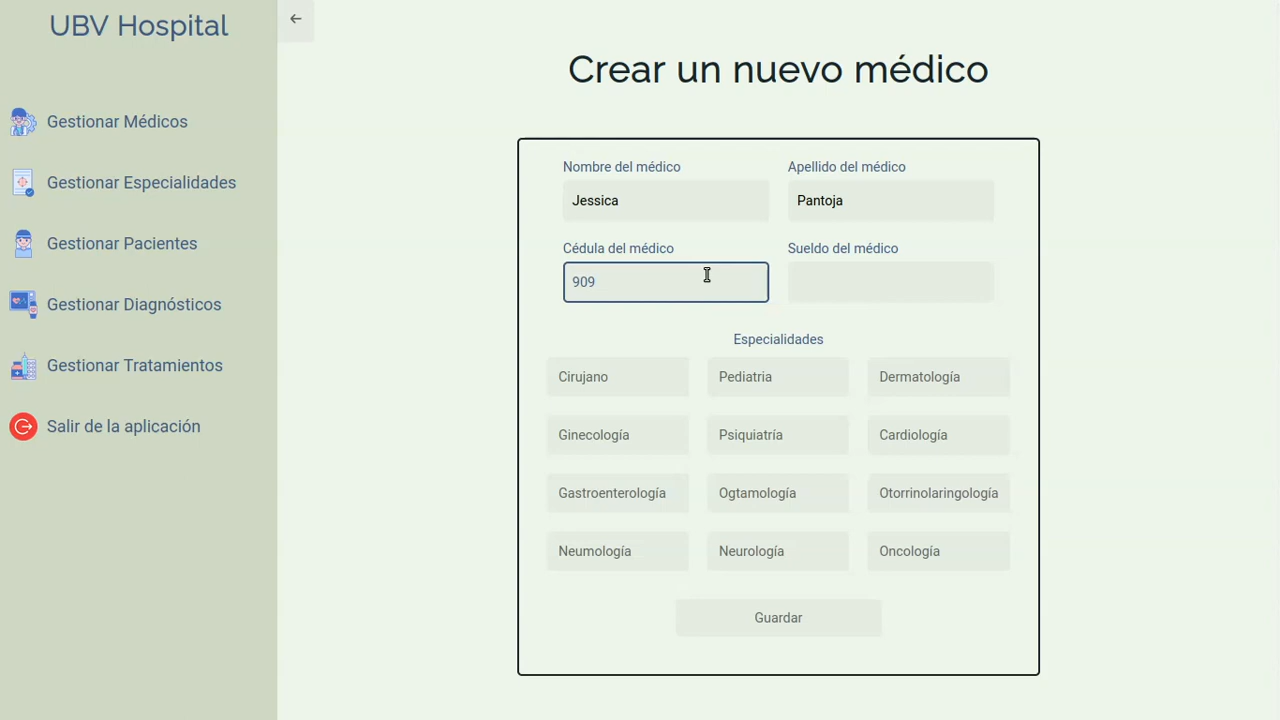 UBV Hospital
Gestionar Médicos
Gestionar Especialidades
Gestionar Pacientes
Gestionar Diagnósticos
Gestionar Tratamientos
Salir de la aplicación
Crear un nuevo médico
Nombre del médico Apellido del médico
Jessica Pantoja
Cédula del médico Sueldo del médico
909
Especialidades
Cirujano Pediatria Dermatología
Ginecología Psiquiatría Cardiología
Gastroenterología Ogtamología Otorrinolaringología
Neumología Neurología Oncología
Guardar